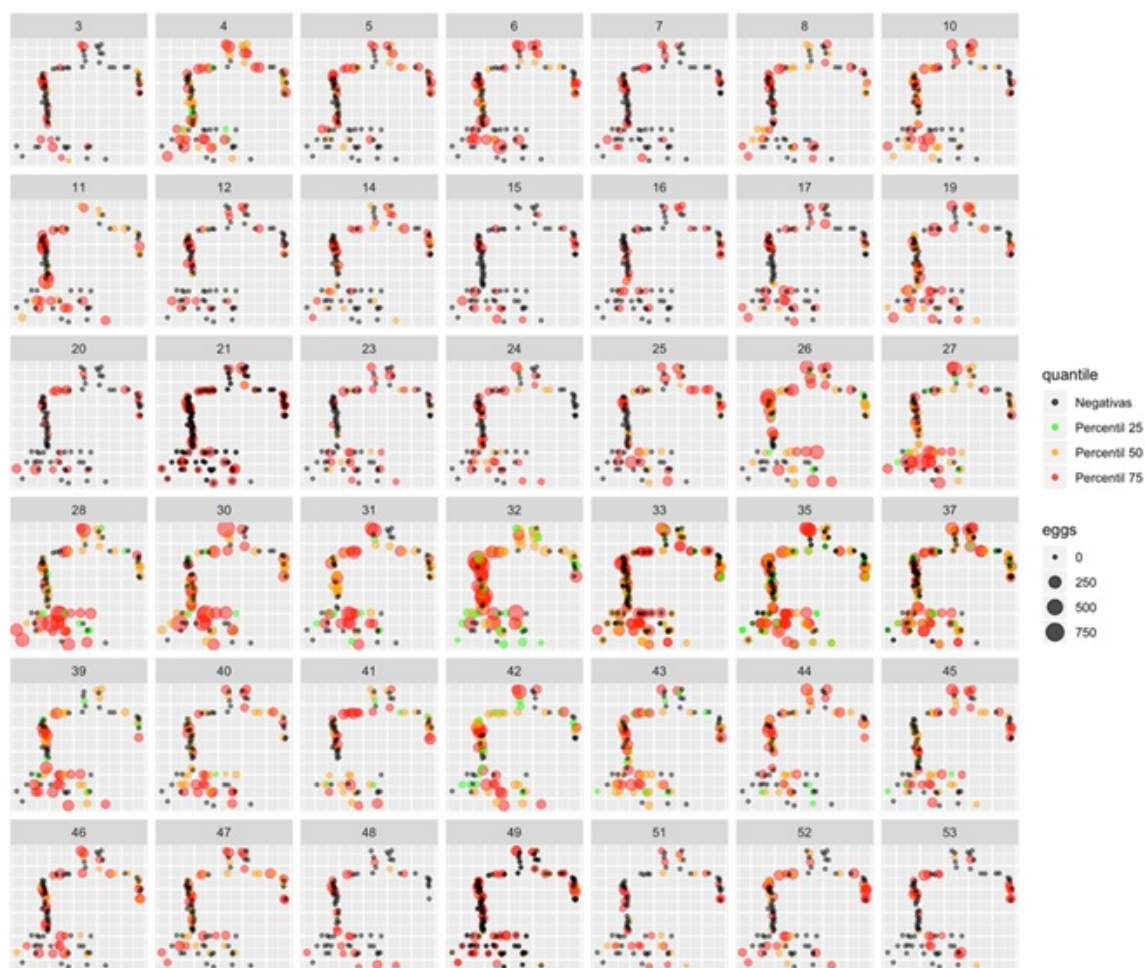 3 4 5 6 7 8 10
11 12 14 15 16 17 19
20 21 23 24 25 26 27
quantile
Negativas
Percentil 25
Percentil 50
Percentil 75
28 30 31 32 33 35 37
eggs
0
250
500
750
39 40 41 42 43 44 45
46 47 48 49 51 52 53